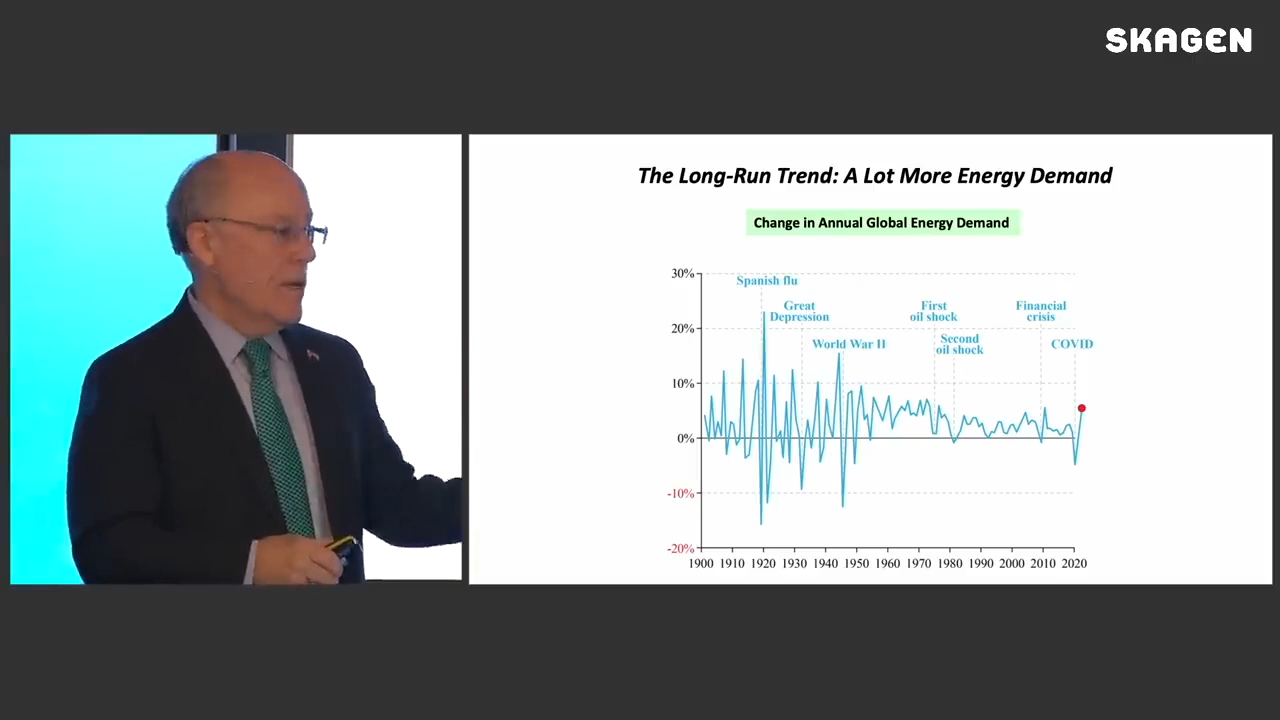 SKAGEN
The Long-Run Trend: A Lot More Energy Demand
Change in Annual Global Energy Demand
30%
Spanish flu
Great
Depression
First
oil shock
Financial
crisis
20%
World War II
Second
oil shock
COVID
10%
0%
-10%
-20%
1900 1910 1920 1930 1940 1950 1960 1970 1980 1990 2000 2010 2020